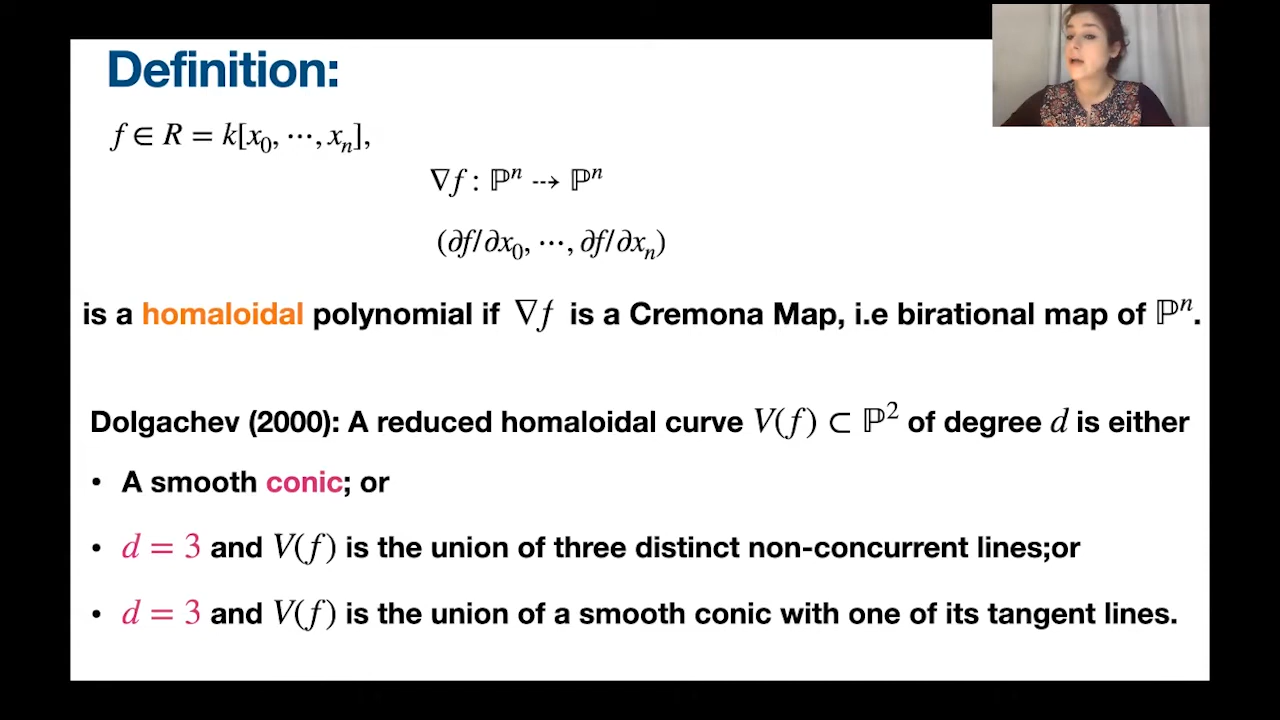 Definition:
f ∈ R = k[x₀, ⋯, xₙ],
∇f : ℙⁿ ⇢ ℙⁿ
(∂f/∂x₀, ⋯, ∂f/∂xₙ)
is a homaloidal polynomial if ∇f is a Cremona Map, i.e birational map of ℙⁿ.
Dolgachev (2000): A reduced homaloidal curve V(f) ⊂ ℙ² of degree d is either
• A smooth conic; or
• d = 3 and V(f) is the union of three distinct non-concurrent lines;or
• d = 3 and V(f) is the union of a smooth conic with one of its tangent lines.